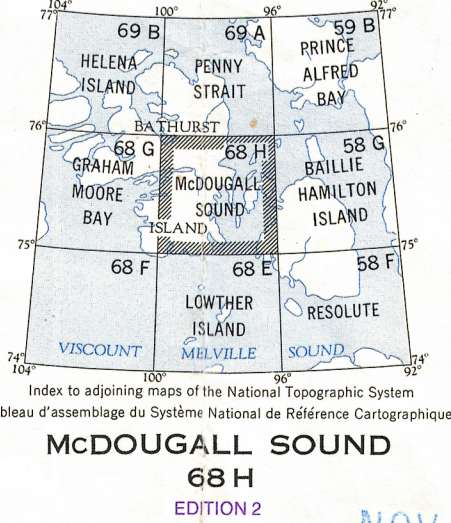 104° 100° 96° 92°
77° 77°
69 B 69 A 59 B
HELENA ISLAND
PENNY STRAIT
PRINCE ALFRED BAY
76° 76°
BATHURST
68 G 68 H 58 G
GRAHAM MOORE BAY
McDOUGALL SOUND
BAILLIE HAMILTON ISLAND
ISLAND
75° 75°
68 F 68 E 58 F
LOWTHER ISLAND
RESOLUTE
VISCOUNT MELVILLE SOUND
74° 74°
104° 100° 96° 92°
Index to adjoining maps of the National Topographic System
bleau d'assemblage du Système National de Référence Cartographique
McDOUGALL SOUND
68 H
EDITION 2
NOV